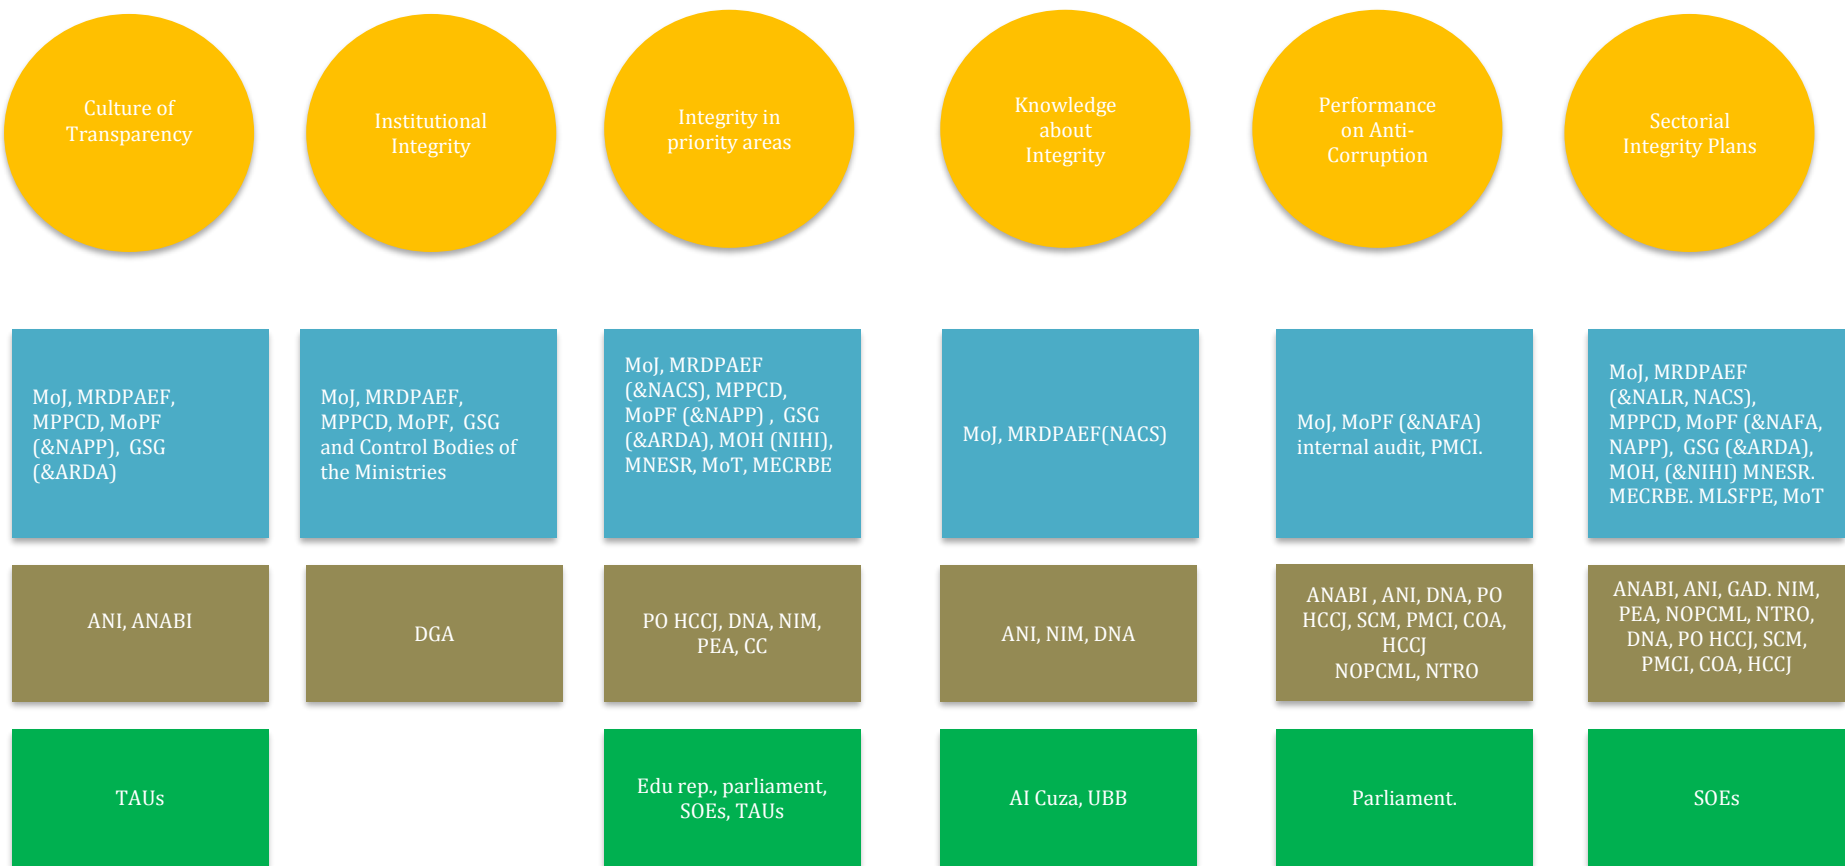 Culture of
Transparency
Institutional
Integrity
Integrity in
priority areas
Knowledge
about
Integrity
Performance
on Anti-
Corruption
Sectorial
Integrity Plans
MoJ, MRDPAEF,
MPPCD, MoPF
(&NAPP), GSG
(&ARDA)
MoJ, MRDPAEF,
MPPCD, MoPF, GSG
and Control Bodies of
the Ministries
MoJ, MRDPAEF
(&NACS), MPPCD,
MoPF (&NAPP) , GSG
(&ARDA), MOH (NIHI),
MNESR, MoT, MECRBE
MoJ, MRDPAEF(NACS)
MoJ, MoPF (&NAFA)
internal audit, PMCI.
MoJ, MRDPAEF
(&NALR, NACS),
MPPCD, MoPF (&NAFA,
NAPP), GSG (&ARDA),
MOH, (&NIHI) MNESR.
MECRBE. MLSFPE, MoT
ANI, ANABI
DGA
PO HCCJ, DNA, NIM,
PEA, CC
ANI, NIM, DNA
ANABI , ANI, DNA, PO
HCCJ, SCM, PMCI, COA,
HCCJ
NOPCML, NTRO
ANABI, ANI, GAD. NIM,
PEA, NOPCML, NTRO,
DNA, PO HCCJ, SCM,
PMCI, COA, HCCJ
TAUs
Edu rep., parliament,
SOEs, TAUs
AI Cuza, UBB
Parliament.
SOEs